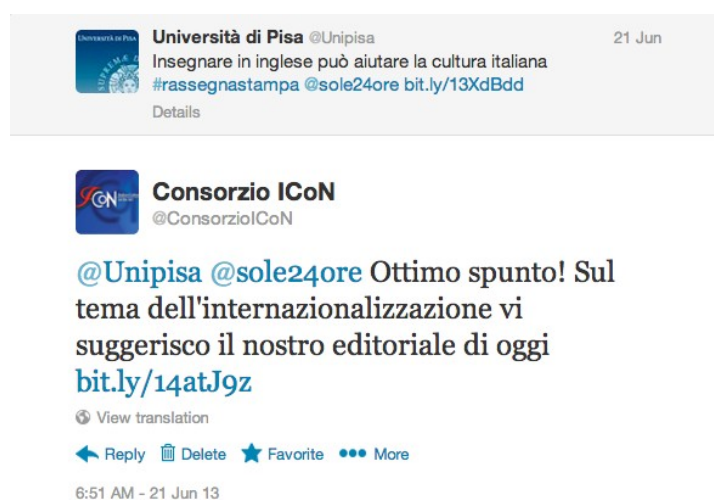 Università di Pisa @Unipisa 21 Jun
Insegnare in inglese può aiutare la cultura italiana
#rassegnastampa @sole24ore bit.ly/13XdBdd
Details
Consorzio ICoN
@ConsorzioICoN
@Unipisa @sole24ore Ottimo spunto! Sul
tema dell'internazionalizzazione vi
suggerisco il nostro editoriale di oggi
bit.ly/14atJ9z
View translation
Reply Delete Favorite More
6:51 AM - 21 Jun 13